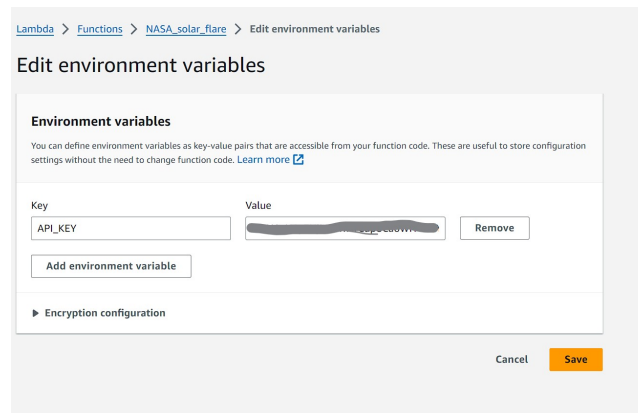 Lambda > Functions > NASA_solar_flare > Edit environment variables
Edit environment variables
Environment variables
You can define environment variables as key-value pairs that are accessible from your function code. These are useful to store configuration
settings without the need to change function code. Learn more
Key Value
API_KEY Remove
Add environment variable
Encryption configuration
Cancel Save